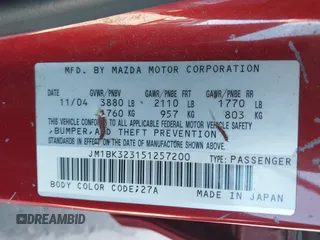 MFD. BY MAZDA MOTOR CORPORATION
11/04 GVWR/PNBV GAWR/PNBE FRT GAWR/PNBE RR
3880 LB 2110 LB 1770 LB
1760 KG 957 KG 803 KG
THIS VEHICLE CONFORMS TO ALL APPLICABLE FEDERAL MOTOR VEHICLE SAFETY
,BUMPER,AND THEFT PREVENTION STANDARDS IN EFFECT ON THE DATE OF MANUFACTURE SHOWN ABOVE.
JM1BK323151257200 TYPE:PASSENGER
BODY COLOR CODE:27A MADE IN JAPAN
BIDFAX